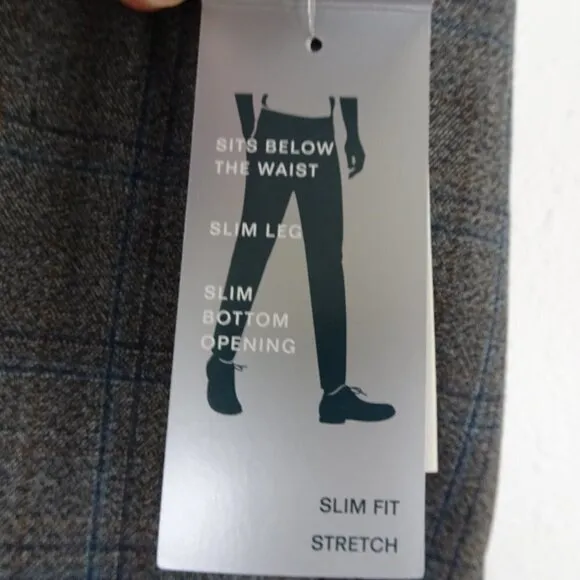 SITS BELOW
THE WAIST
SLIM LEG
SLIM
BOTTOM
OPENING
SLIM FIT
STRETCH